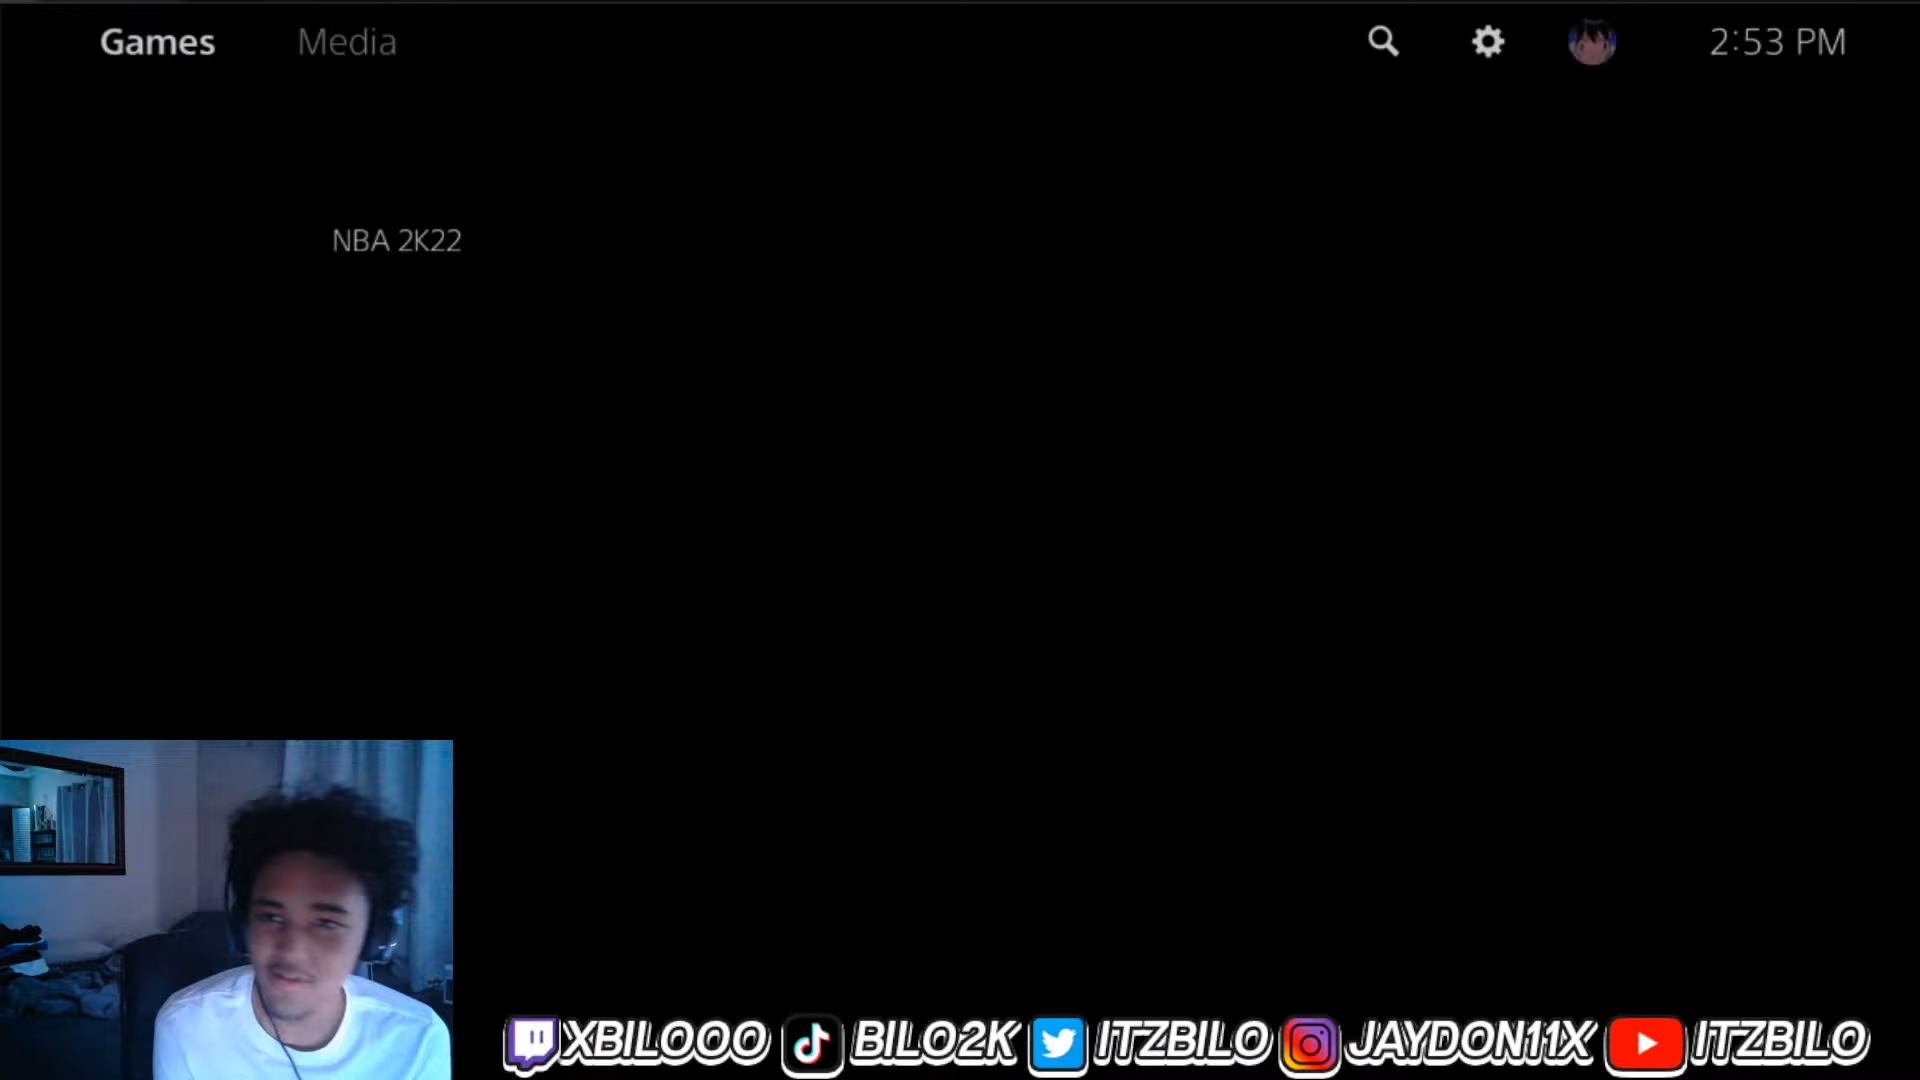 Games Media 2:53 PM
NBA 2K22
XBILOOO BILO2K ITZBILO JAYDON11X ITZBILO